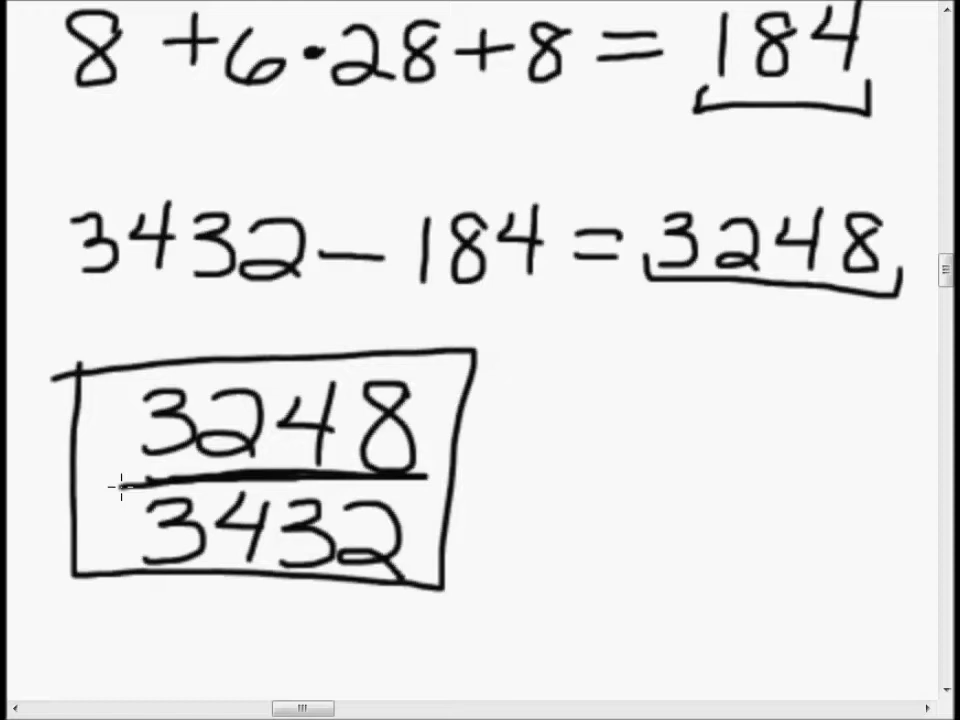 8 + 6 · 28 + 8 = 184
3432 − 184 = 3248
3248
3432